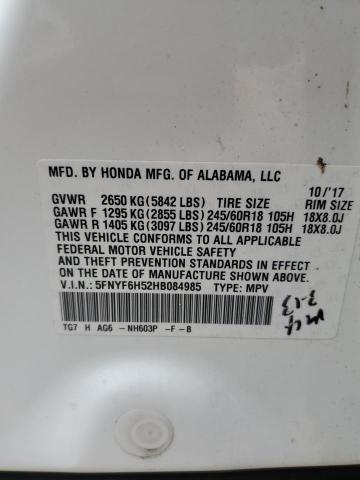 MFD. BY HONDA MFG. OF ALABAMA, LLC
10/'17
GVWR 2650 KG (5842 LBS) TIRE SIZE RIM SIZE
GAWR F 1295 KG (2855 LBS) 245/60R18 105H 18X8.0J
GAWR R 1405 KG (3097 LBS) 245/60R18 105H 18X8.0J
THIS VEHICLE CONFORMS TO ALL APPLICABLE
FEDERAL MOTOR VEHICLE SAFETY
AND THEFT PREVENTION STANDARDS IN EFFECT
ON THE DATE OF MANUFACTURE SHOWN ABOVE.
V.I.N.: 5FNYF6H52HB084985 TYPE: MPV
TG7 H AG6 -NH603P -F -B